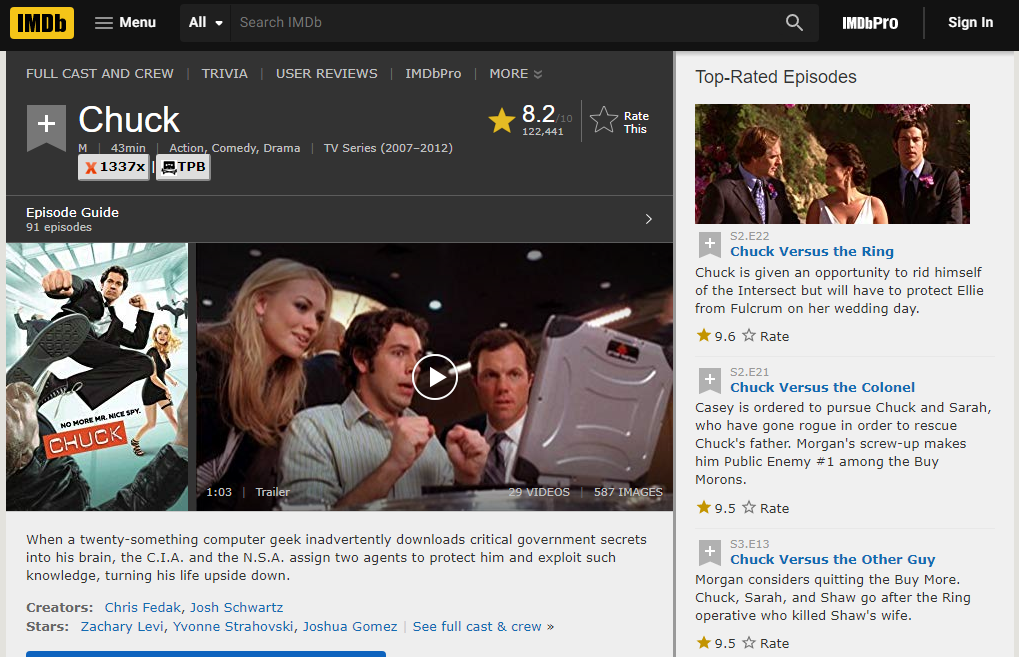 IMDb
Menu
All
Search IMDb
IMDbPro
Sign In
FULL CAST AND CREW | TRIVIA | USER REVIEWS | IMDbPro | MORE
Chuck
8.2/10
122,441
Rate
This
M | 43min | Action, Comedy, Drama | TV Series (2007–2012)
X 1337x | TPB
Episode Guide
91 episodes
NO MORE MR. NICE SPY.
CHUCK
1:03 | Trailer
29 VIDEOS | 587 IMAGES
When a twenty-something computer geek inadvertently downloads critical government secrets
into his brain, the C.I.A. and the N.S.A. assign two agents to protect him and exploit such
knowledge, turning his life upside down.
Creators: Chris Fedak, Josh Schwartz
Stars: Zachary Levi, Yvonne Strahovski, Joshua Gomez | See full cast & crew »
Top-Rated Episodes
S2.E22
Chuck Versus the Ring
Chuck is given an opportunity to rid himself
of the Intersect but will have to protect Ellie
from Fulcrum on her wedding day.
9.6 Rate
S2.E21
Chuck Versus the Colonel
Casey is ordered to pursue Chuck and Sarah,
who have gone rogue in order to rescue
Chuck's father. Morgan's screw-up makes
him Public Enemy #1 among the Buy
Morons.
9.5 Rate
S3.E13
Chuck Versus the Other Guy
Morgan considers quitting the Buy More.
Chuck, Sarah, and Shaw go after the Ring
operative who killed Shaw's wife.
9.5 Rate